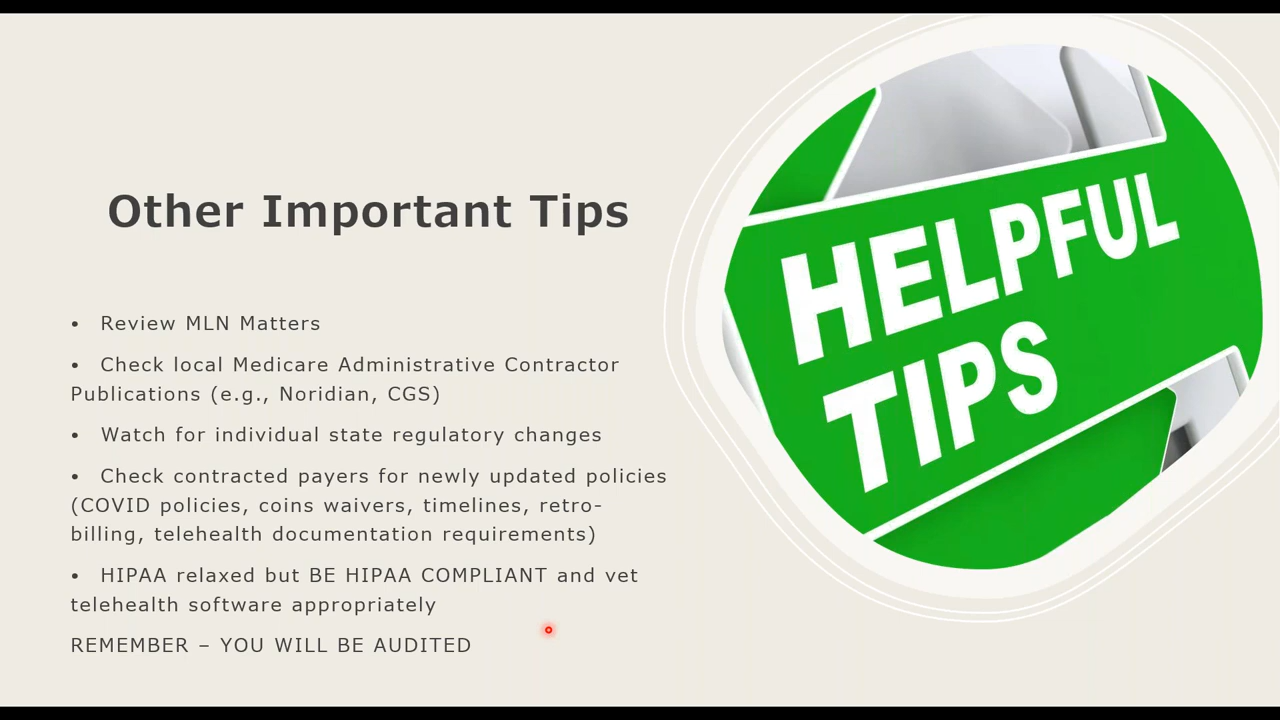 Other Important Tips
• Review MLN Matters
• Check local Medicare Administrative Contractor
Publications (e.g., Noridian, CGS)
• Watch for individual state regulatory changes
• Check contracted payers for newly updated policies
(COVID policies, coins waivers, timelines, retro-
billing, telehealth documentation requirements)
• HIPAA relaxed but BE HIPAA COMPLIANT and vet
telehealth software appropriately
REMEMBER – YOU WILL BE AUDITED
HELPFUL
TIPS